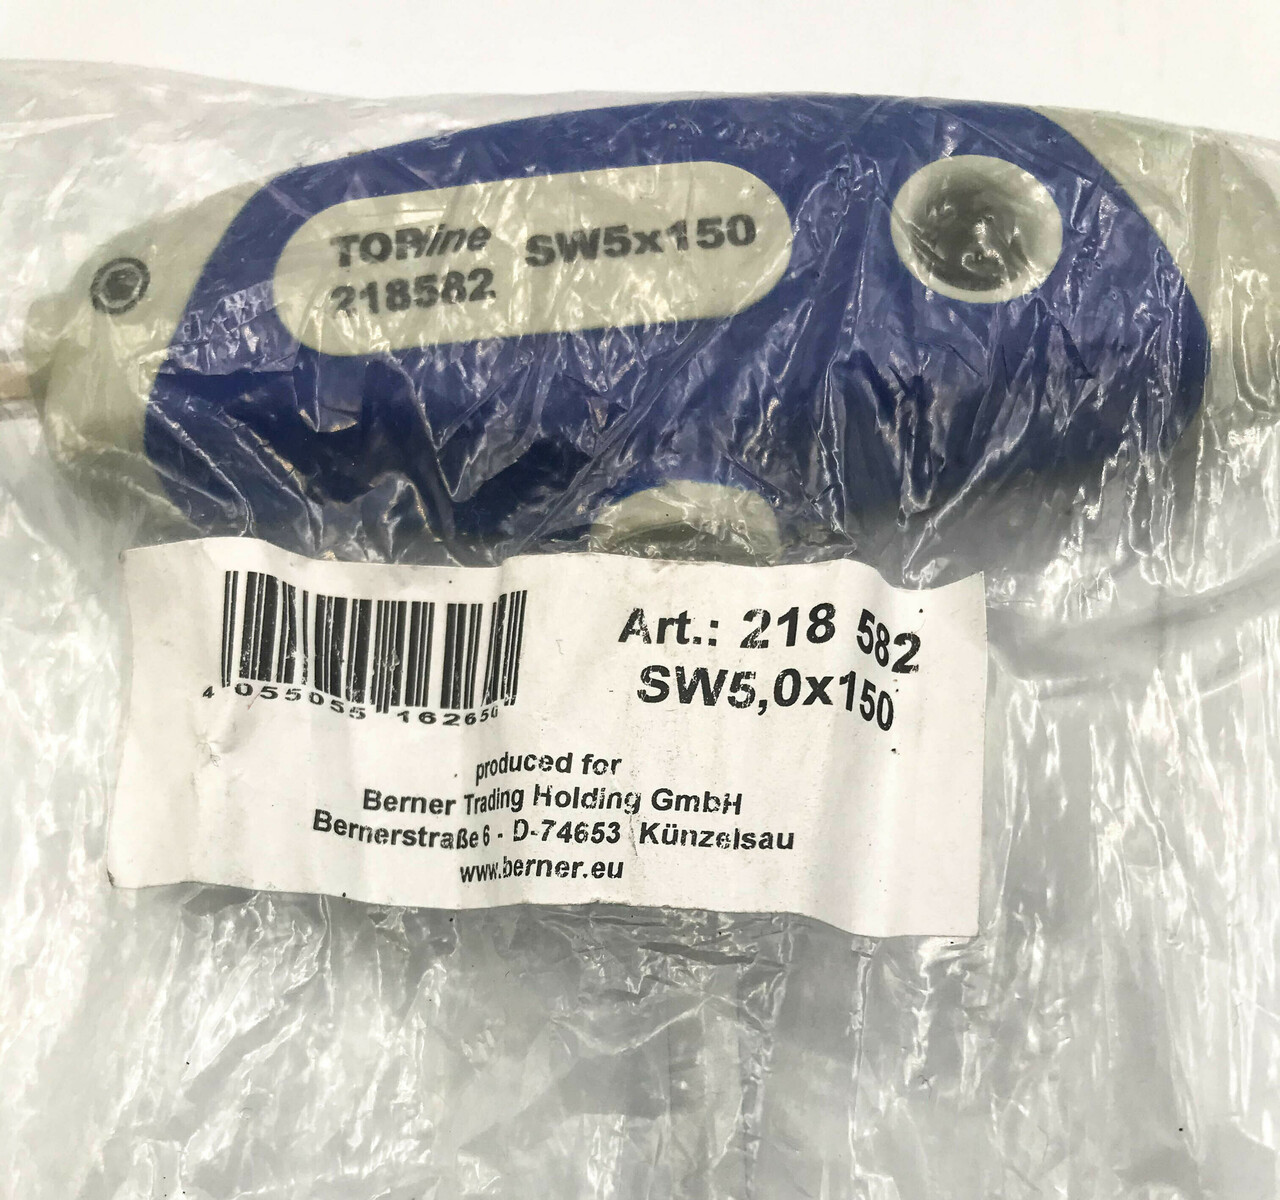 TOPline SW5x150
218582
Art.: 218 582
SW5,0x150
4 055055 162650
produced for
Berner Trading Holding GmbH
Bernerstraße 6 - D-74653 Künzelsau
www.berner.eu